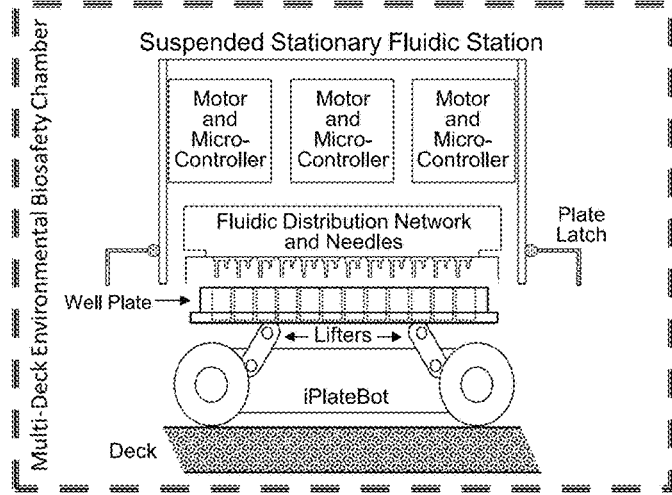 Multi-Deck Environmental Biosafety Chamber
Suspended Stationary Fluidic Station
Motor
and
Micro-
Controller
Motor
and
Micro-
Controller
Motor
and
Micro-
Controller
Fluidic Distribution Network
and Needles
Plate
Latch
Well Plate
Lifters
iPlateBot
Deck